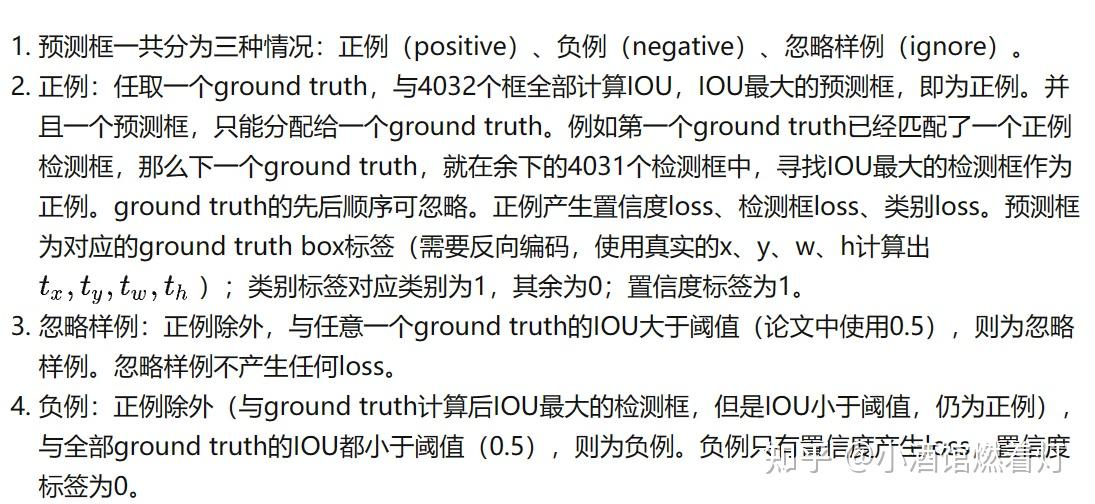 1. 预测框一共分为三种情况：正例（positive）、负例（negative）、忽略样例（ignore）。
2. 正例：任取一个ground truth，与4032个框全部计算IOU，IOU最大的预测框，即为正例。并
且一个预测框，只能分配给一个ground truth。例如第一个ground truth已经匹配了一个正例
检测框，那么下一个ground truth，就在余下的4031个检测框中，寻找IOU最大的检测框作为
正例。ground truth的先后顺序可忽略。正例产生置信度loss、检测框loss、类别loss。预测框
为对应的ground truth box标签（需要反向编码，使用真实的x、y、w、h计算出
tx, ty, tw, th ）；类别标签对应类别为1，其余为0；置信度标签为1。
3. 忽略样例：正例除外，与任意一个ground truth的IOU大于阈值（论文中使用0.5），则为忽略
样例。忽略样例不产生任何loss。
4. 负例：正例除外（与ground truth计算后IOU最大的检测框，但是IOU小于阈值，仍为正例），
与全部ground truth的IOU都小于阈值（0.5），则为负例。负例只有置信度产生loss，置信度
标签为0。
知乎 @小酒馆燃着灯